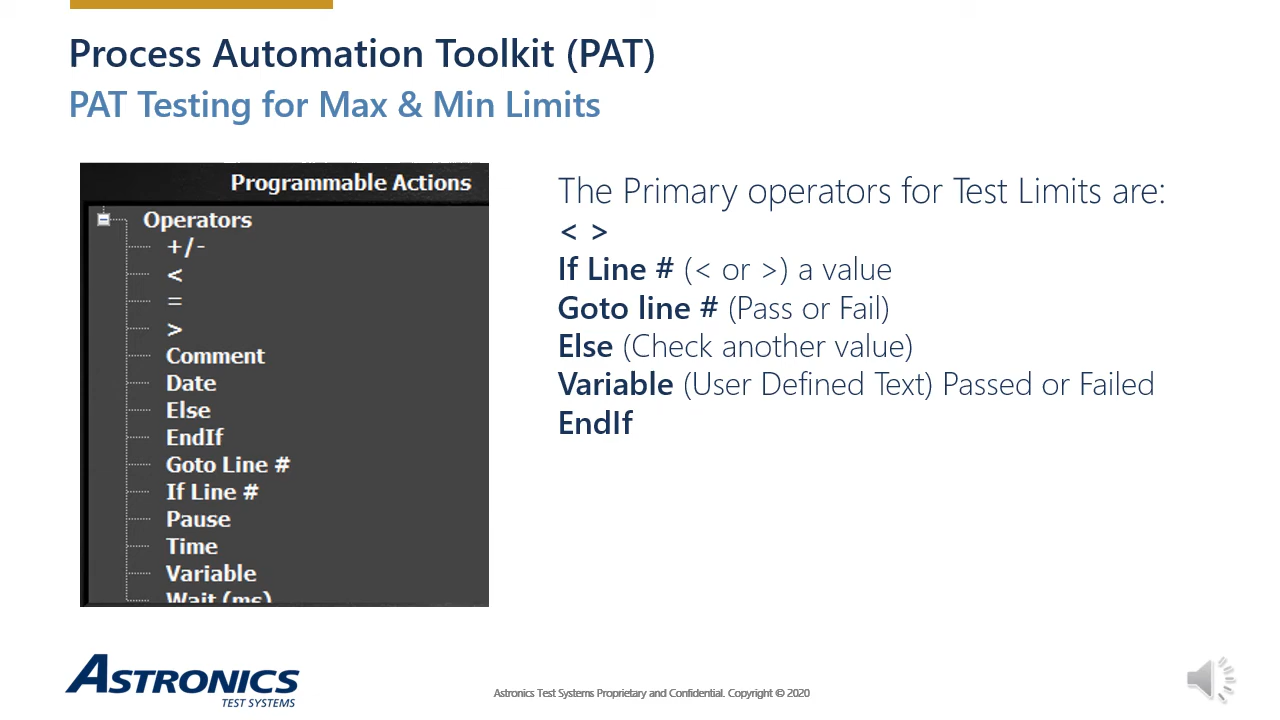 Process Automation Toolkit (PAT)
PAT Testing for Max & Min Limits
Programmable Actions
Operators
+/-
<
=
>
Comment
Date
Else
EndIf
Goto Line #
If Line #
Pause
Time
Variable
Wait (ms)
The Primary operators for Test Limits are:
< >
If Line # (< or >) a value
Goto line # (Pass or Fail)
Else (Check another value)
Variable (User Defined Text) Passed or Failed
EndIf
ASTRONICS
TEST SYSTEMS
Astronics Test Systems Proprietary and Confidential. Copyright © 2020